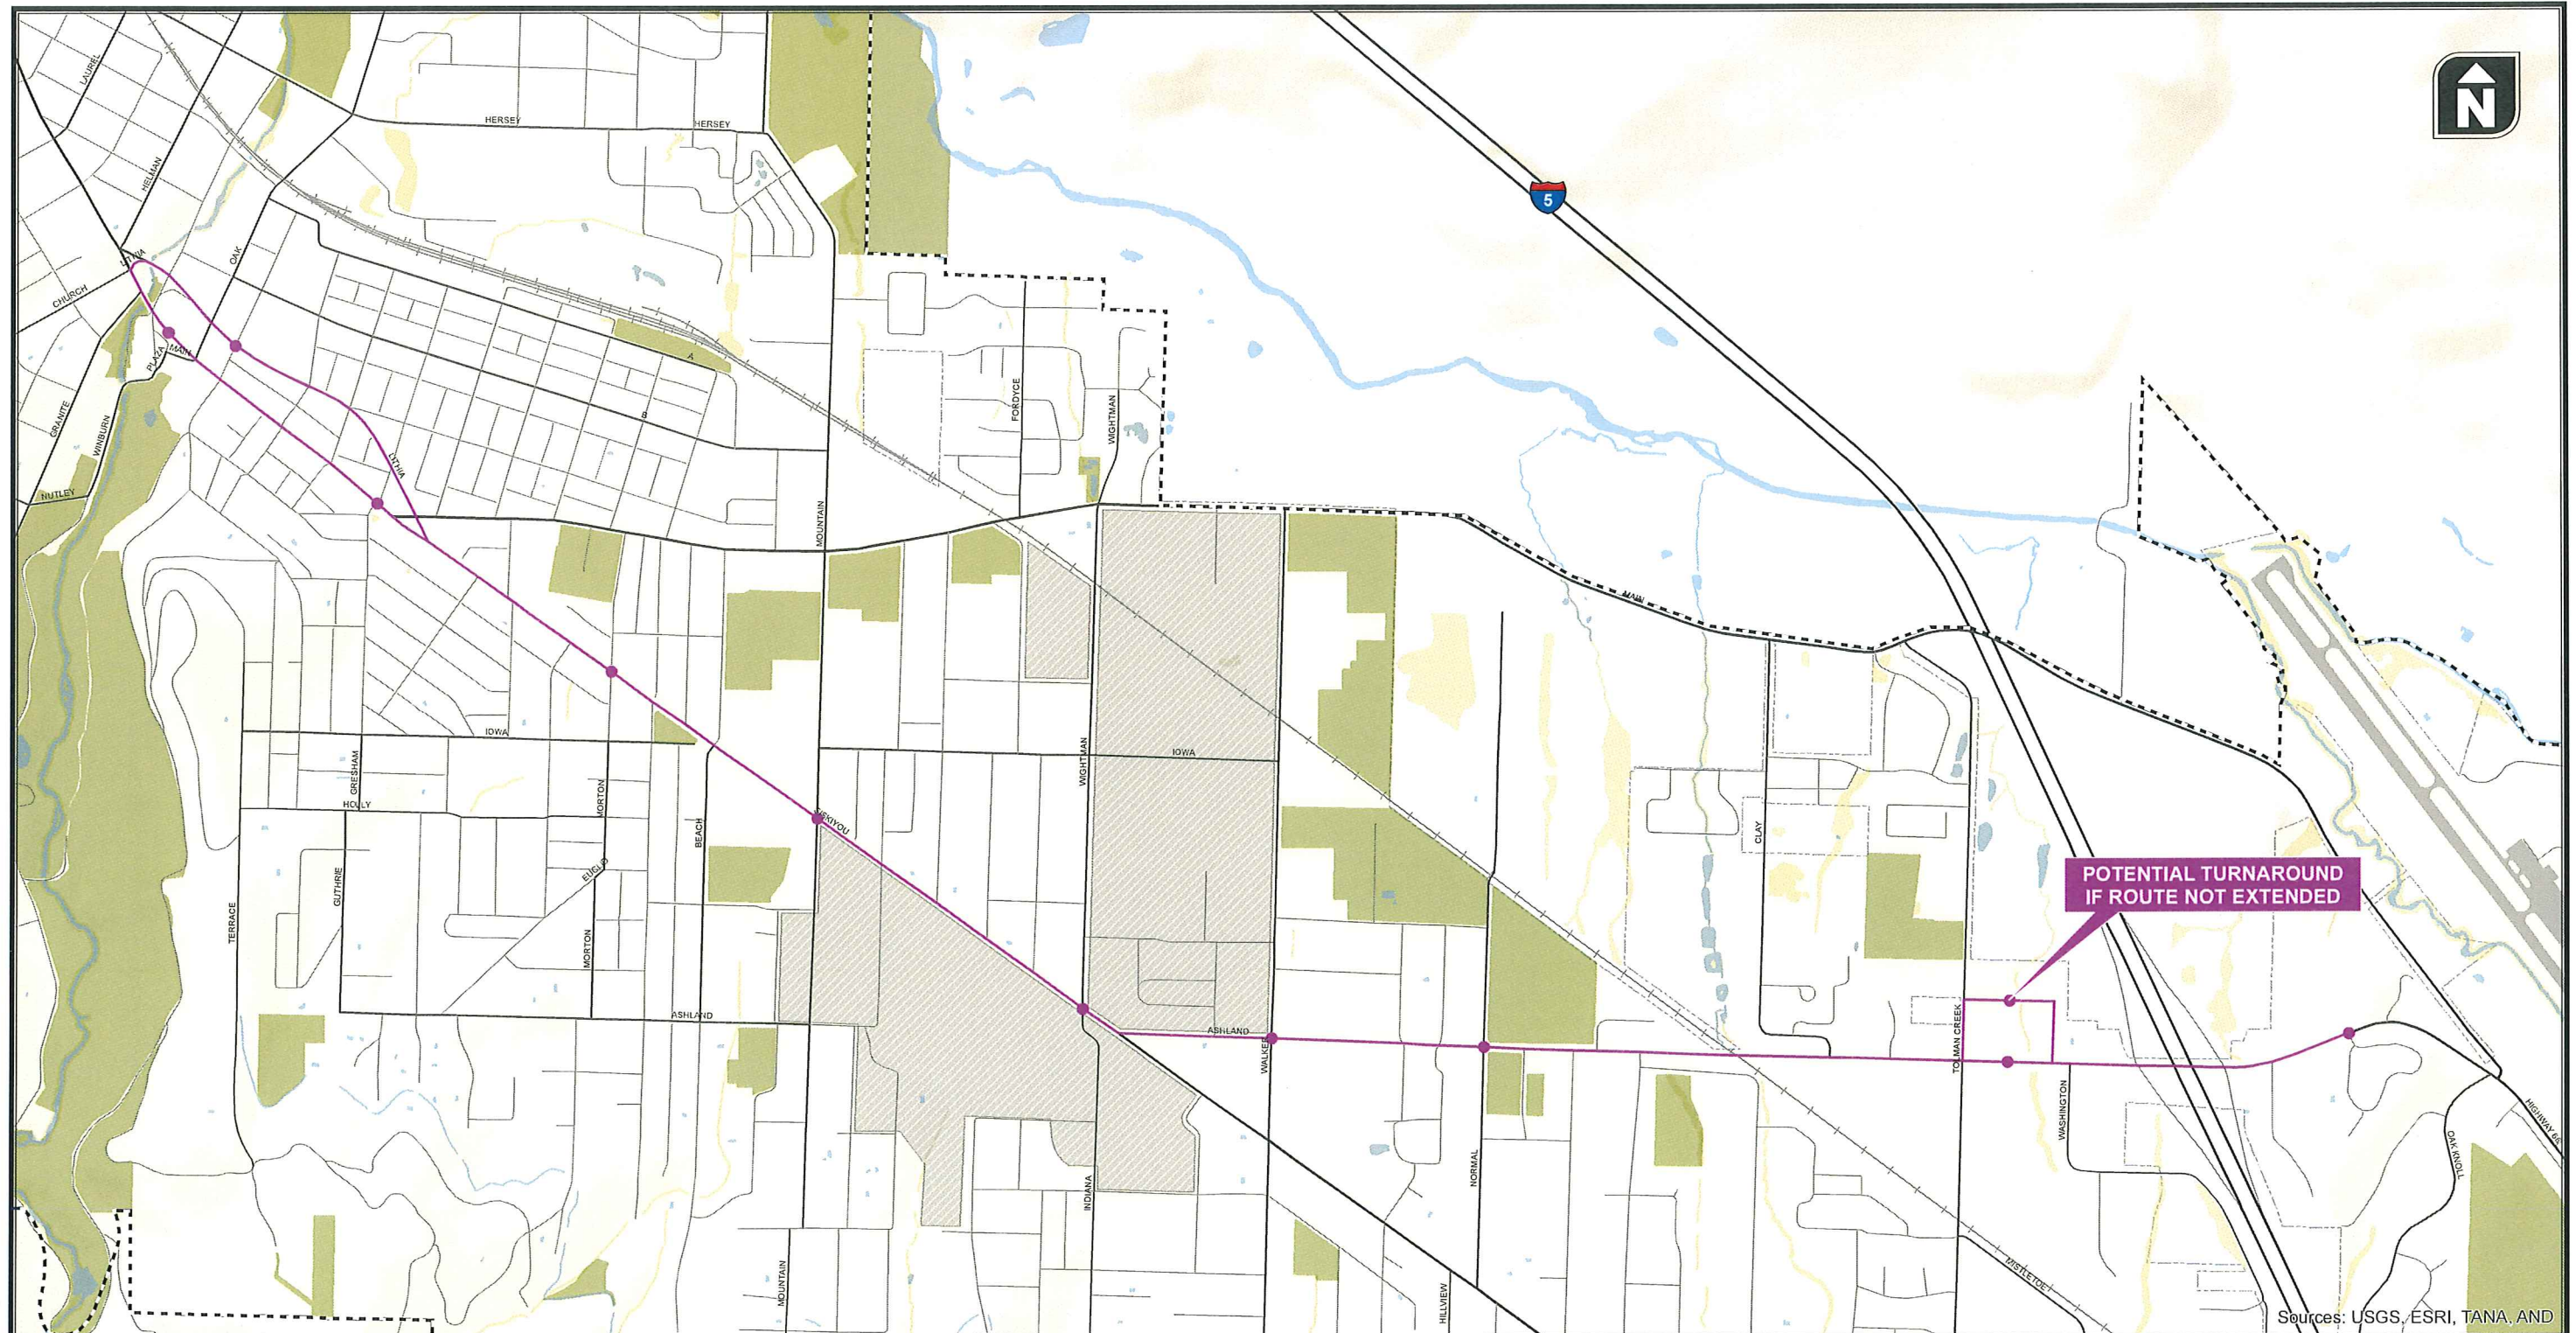 LAUREL
N
HERSEY
HERSEY
HELMAN
5
OAK
LITHIA
CHURCH
PLAZA
MAIN
A
GRANITE
WINBURN
B
FORDYCE
WIGHTMAN
LITHIA
NUTLEY
MOUNTAIN
MAIN
IOWA
IOWA
GRESHAM
WIGHTMAN
HOLLY
MORTON
SISKIYOU
BEACH
CLAY
EUCLID
GUTHRIE
POTENTIAL TURNAROUND
IF ROUTE NOT EXTENDED
TERRACE
MORTON
ASHLAND
ASHLAND
WALKER
TOLMAN CREEK
WASHINGTON
HIGHWAY 66
OAK KNOLL
NORMAL
INDIANA
MOUNTAIN
HILLVIEW
MISTLETOE
Sources: USGS, ESRI, TANA, AND